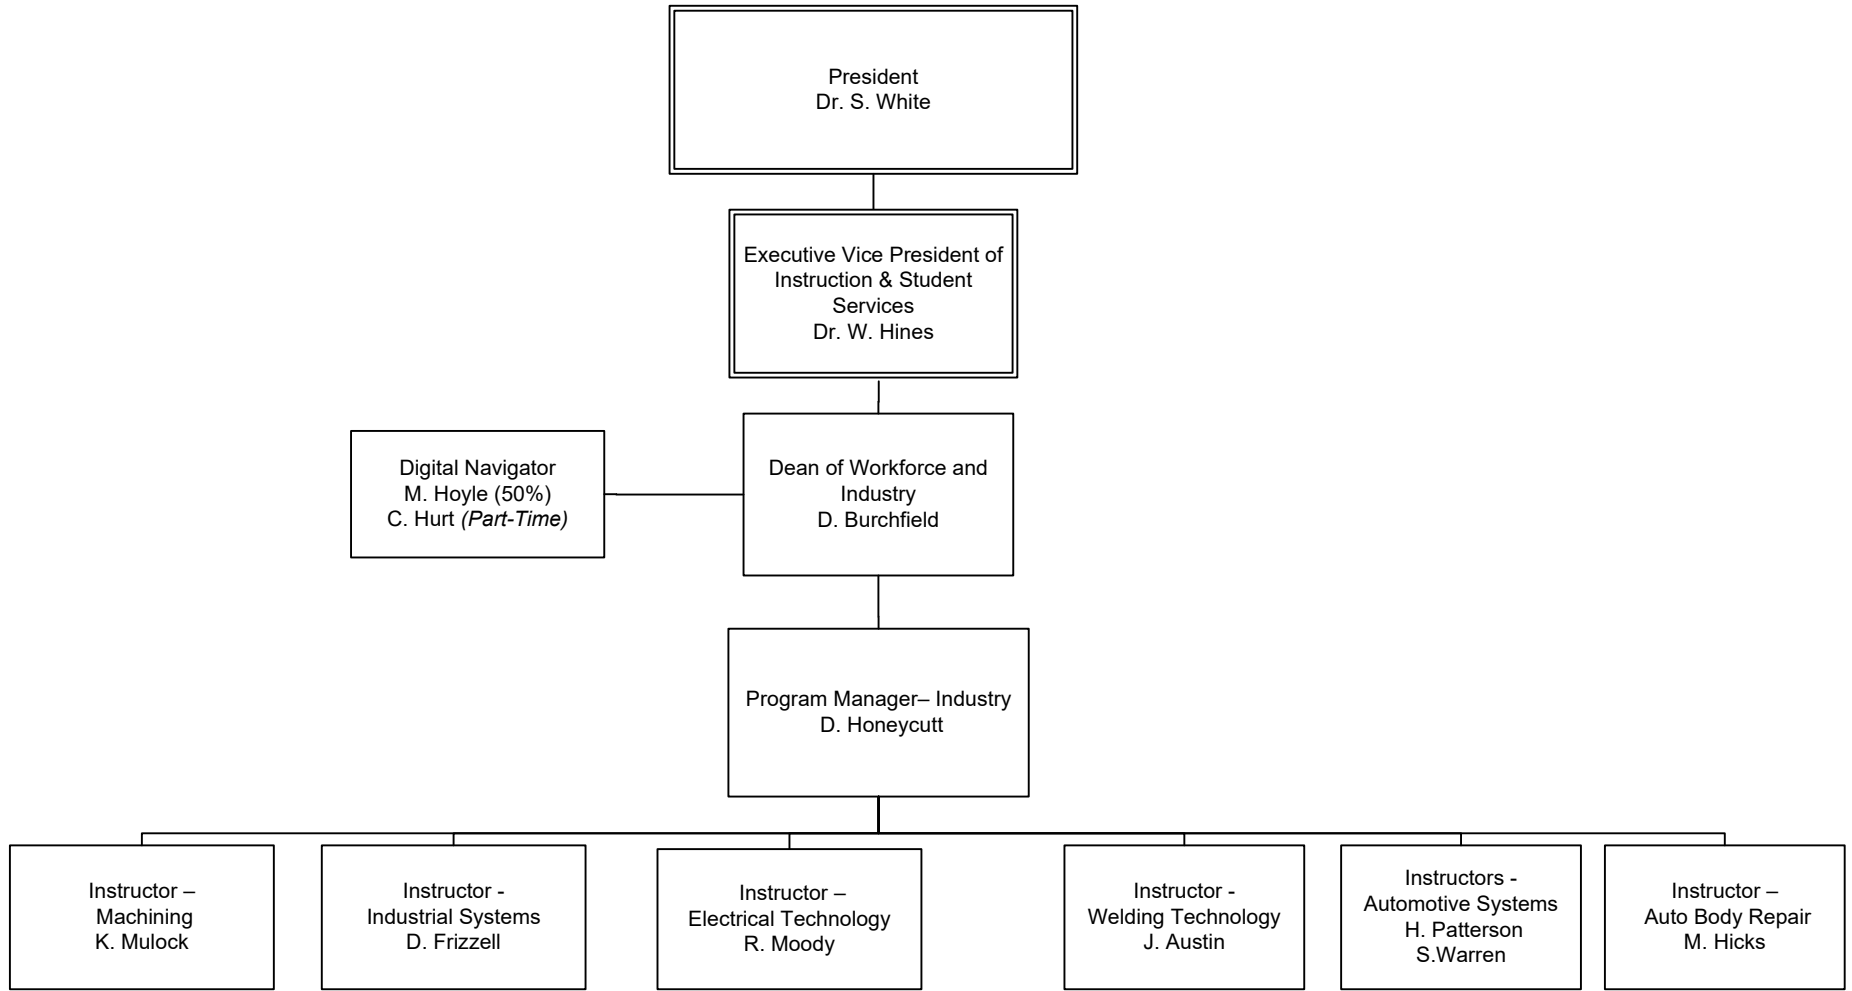 President
Dr. S. White
Executive Vice President of
Instruction & Student
Services
Dr. W. Hines
Digital Navigator
M. Hoyle (50%)
C. Hurt (Part-Time)
Dean of Workforce and
Industry
D. Burchfield
Program Manager– Industry
D. Honeycutt
Instructor –
Machining
K. Mulock
Instructor -
Industrial Systems
D. Frizzell
Instructor –
Electrical Technology
R. Moody
Instructor -
Welding Technology
J. Austin
Instructors -
Automotive Systems
H. Patterson
S.Warren
Instructor –
Auto Body Repair
M. Hicks